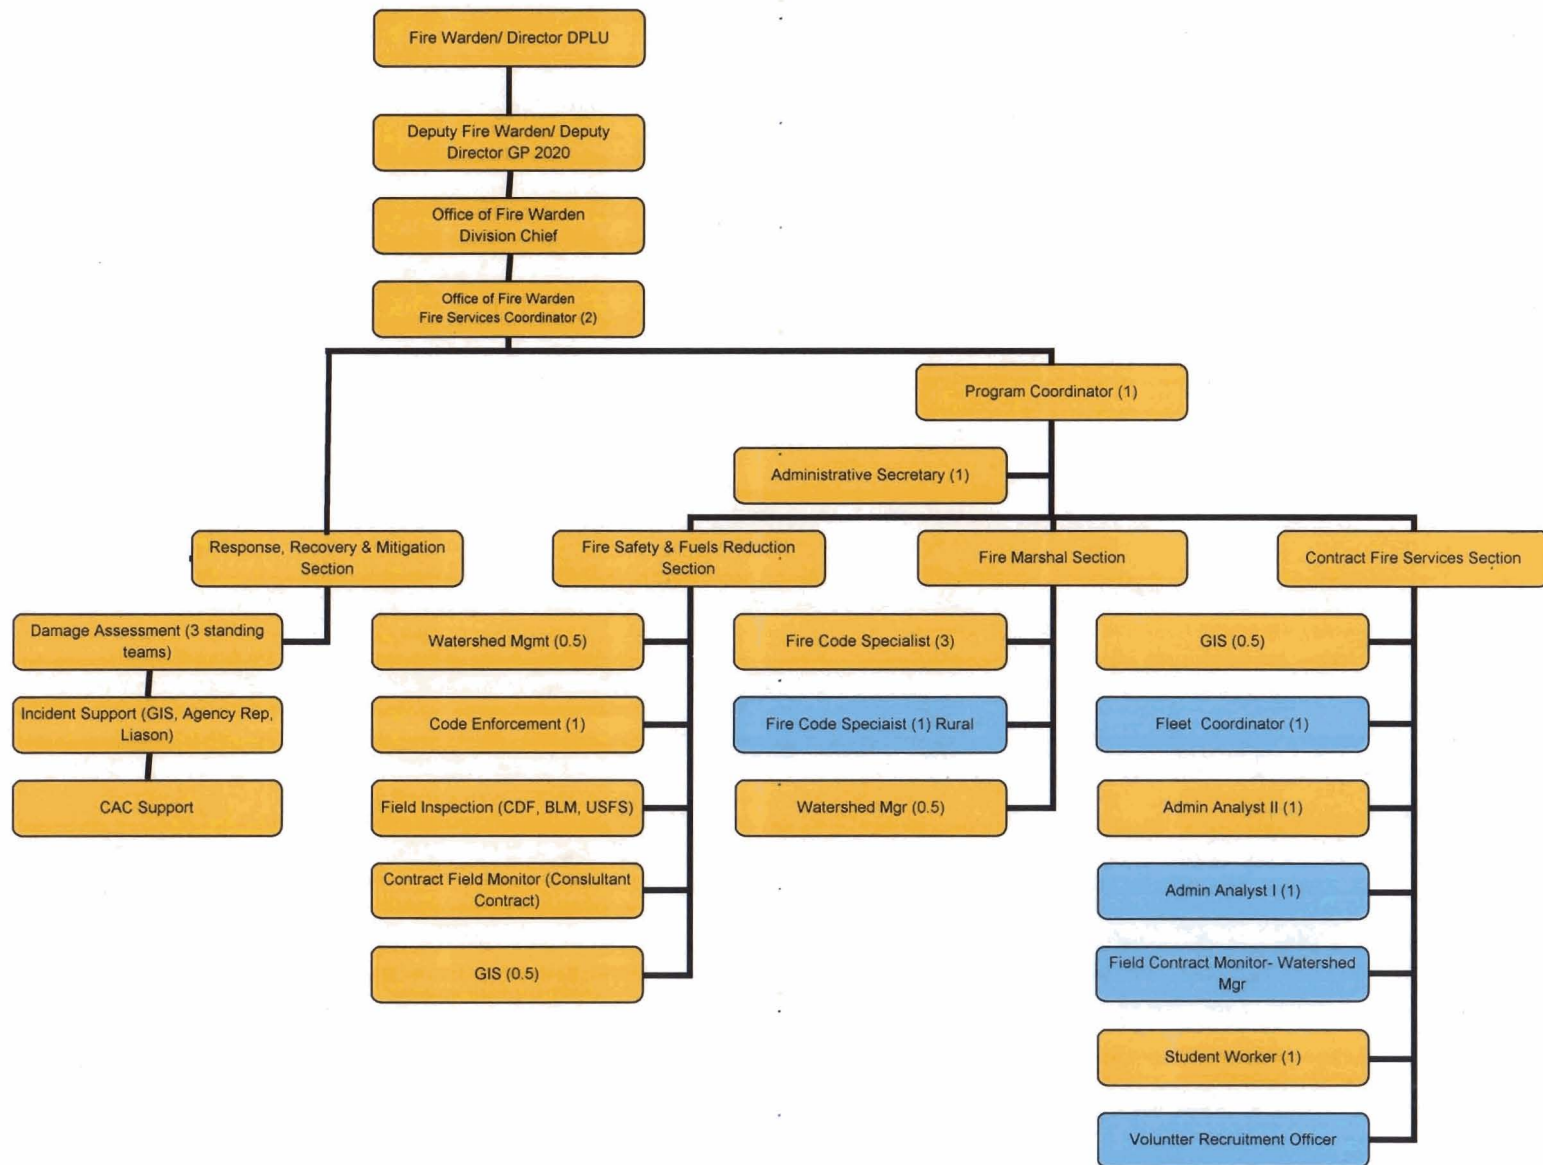 Fire Warden/ Director DPLU
Deputy Fire Warden/ Deputy
Director GP 2020
Office of Fire Warden
Division Chief
Office of Fire Warden
Fire Services Coordinator (2)
Program Coordinator (1)
Administrative Secretary (1)
Response, Recovery & Mitigation
Section
Fire Safety & Fuels Reduction
Section
Fire Marshal Section
Contract Fire Services Section
Damage Assessment (3 standing
teams)
Incident Support (GIS, Agency Rep,
Liason)
CAC Support
Watershed Mgmt (0.5)
Code Enforcement (1)
Field Inspection (CDF, BLM, USFS)
Contract Field Monitor (Conslultant
Contract)
GIS (0.5)
Fire Code Specialist (3)
Fire Code Speciaist (1) Rural
Watershed Mgr (0.5)
GIS (0.5)
Fleet  Coordinator (1)
Admin Analyst II (1)
Admin Analyst I (1)
Field Contract Monitor- Watershed
Mgr
Student Worker (1)
Voluntter Recruitment Officer